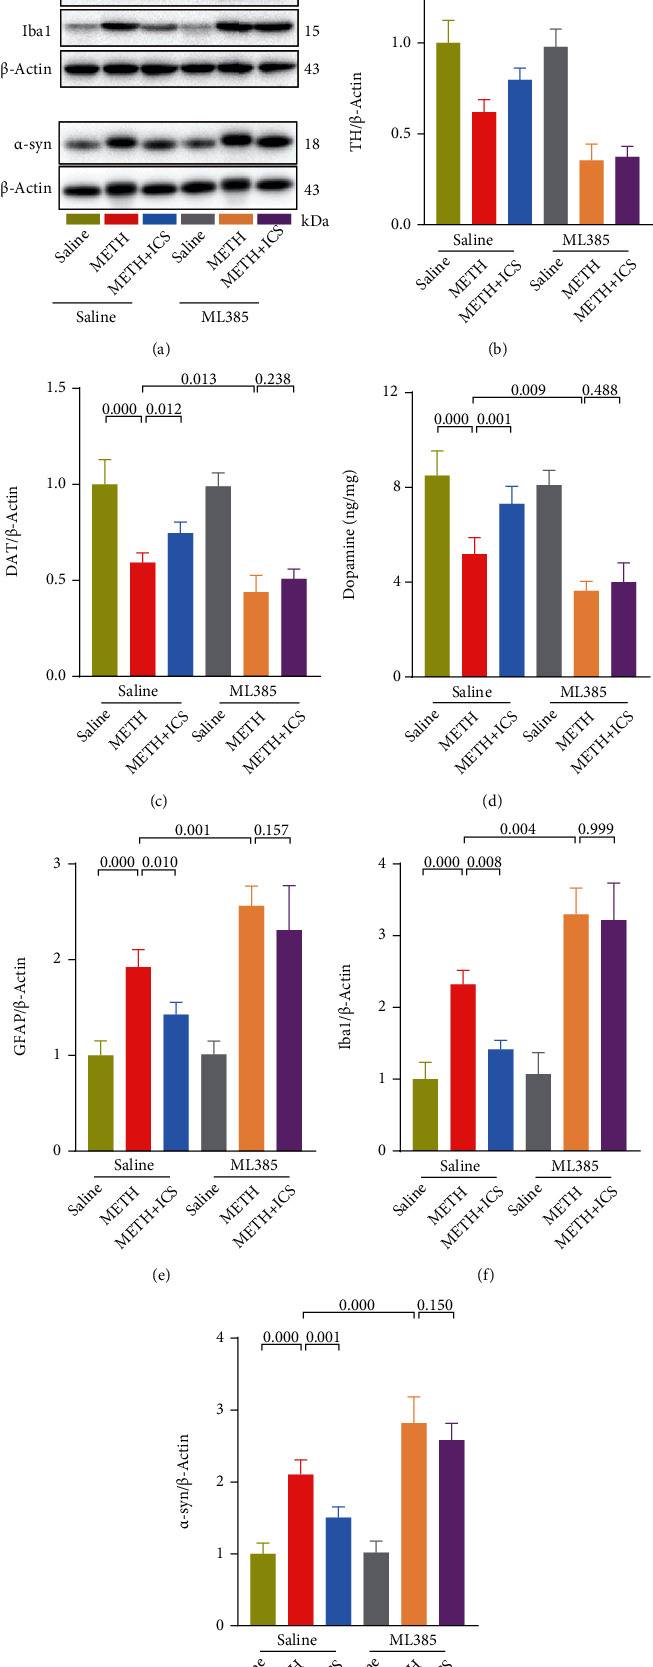 Iba1
15
β-Actin
43
α-syn
18
β-Actin
43
kDa
Saline
METH
METH+ICS
Saline
METH
METH+ICS
Saline
ML385
(a)
TH/β-Actin
1.0
0.5
0.0
Saline
ML385
Saline
METH
METH+ICS
Saline
METH
METH+ICS
(b)
DAT/β-Actin
1.5
1.0
0.5
0.0
0.013
0.238
0.000
0.012
Saline
ML385
Saline
METH
METH+ICS
Saline
METH
METH+ICS
(c)
Dopamine (ng/mg)
12
8
4
0
0.009
0.488
0.000
0.001
Saline
ML385
Saline
METH
METH+ICS
Saline
METH
METH+ICS
(d)
GFAP/β-Actin
3
2
1
0
0.001
0.157
0.000
0.010
Saline
ML385
Saline
METH
METH+ICS
Saline
METH
METH+ICS
(e)
Iba1/β-Actin
4
3
2
1
0
0.004
0.999
0.000
0.008
Saline
ML385
Saline
METH
METH+ICS
Saline
METH
METH+ICS
(f)
α-syn/β-Actin
4
3
2
1
0
0.000
0.150
0.000
0.001
Saline
ML385